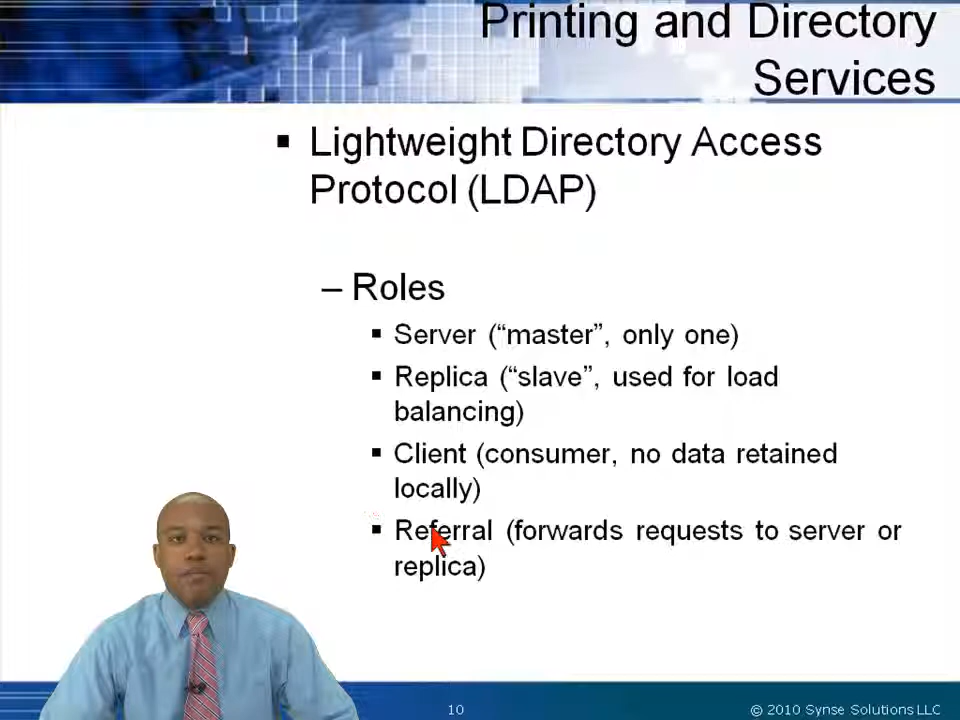 Printing and Directory
Services
▪ Lightweight Directory Access
Protocol (LDAP)
– Roles
▪ Server (“master”, only one)
▪ Replica (“slave”, used for load
balancing)
▪ Client (consumer, no data retained
locally)
▪ Referral (forwards requests to server or
replica)
10
© 2010 Synse Solutions LLC